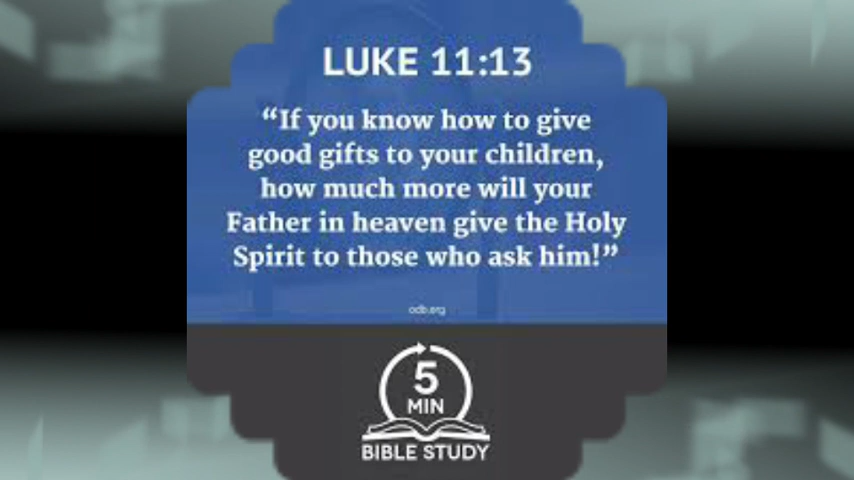 LUKE 11:13
“If you know how to give
good gifts to your children,
how much more will your
Father in heaven give the Holy
Spirit to those who ask him!”
odb.org
5
MIN
BIBLE STUDY